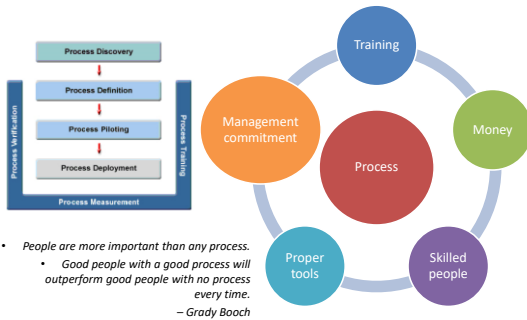 Process Discovery
Process Definition
Process Piloting
Process Deployment
Process Verification
Process Training
Process Measurement
• People are more important than any process.
• Good people with a good process will
outperform good people with no process
every time.
– Grady Booch
Training
Management
commitment
Money
Process
Proper
tools
Skilled
people